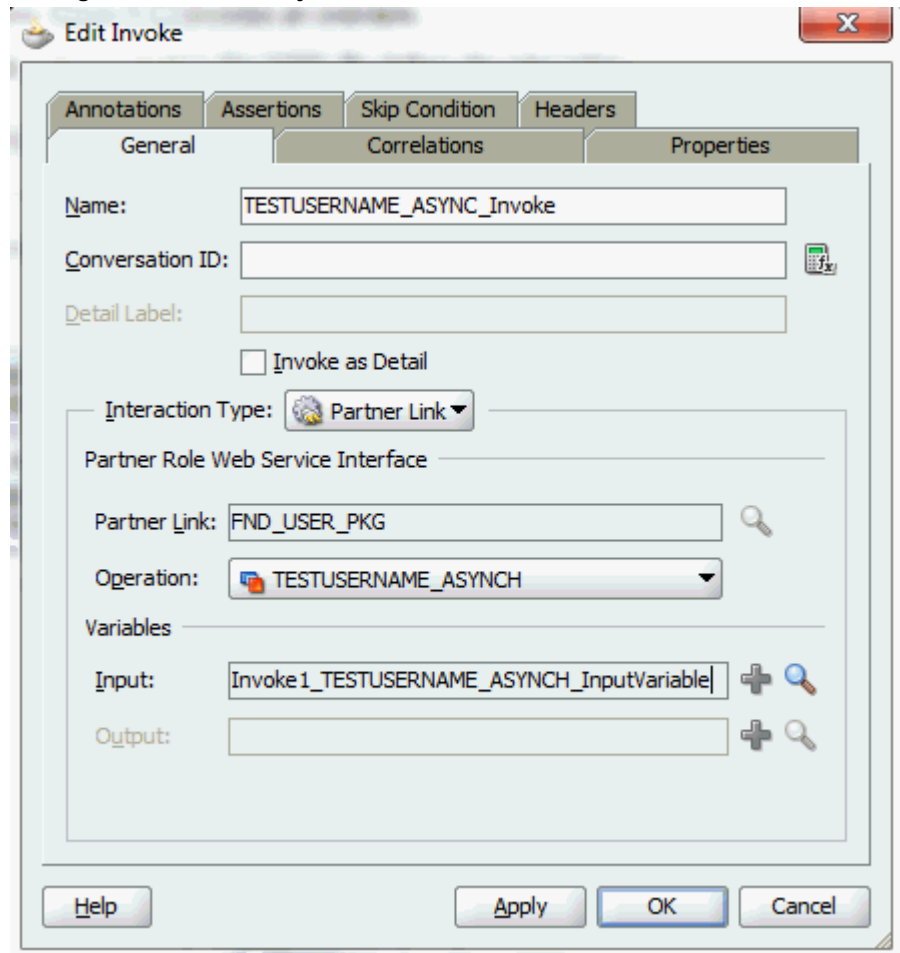 Edit Invoke
Annotations Assertions Skip Condition Headers
General Correlations Properties
Name: TESTUSERNAME_ASYNC_Invoke
Conversation ID:
Detail Label:
Invoke as Detail
Interaction Type: Partner Link
Partner Role Web Service Interface
Partner Link: FND_USER_PKG
Operation: TESTUSERNAME_ASYNCH
Variables
Input: Invoke1_TESTUSERNAME_ASYNCH_InputVariable
Output:
Help Apply OK Cancel